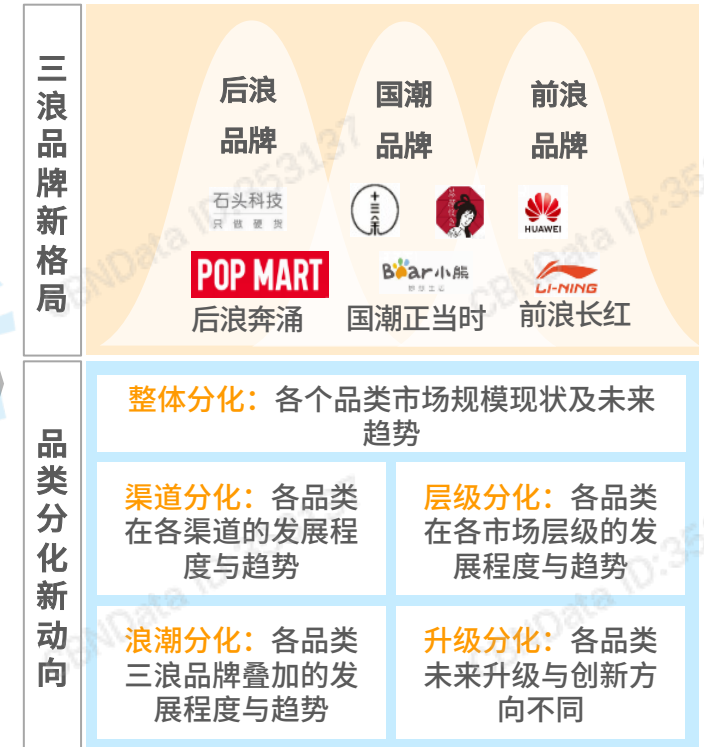 三浪品牌新格局
后浪
品牌
国潮
品牌
前浪
品牌
石头科技
只做硬货
十三余
HUAWEI
POP MART
Bear小熊
LI-NING
后浪奔涌
国潮正当时
前浪长红
品类分化新动向
整体分化：各个品类市场规模现状及未来
趋势
渠道分化：各品类
在各渠道的发展程
度与趋势
层级分化：各品类
在各市场层级的发
展程度与趋势
浪潮分化：各品类
三浪品牌叠加的发
展程度与趋势
升级分化：各品类
未来升级与创新方
向不同
CBNData ID:353137